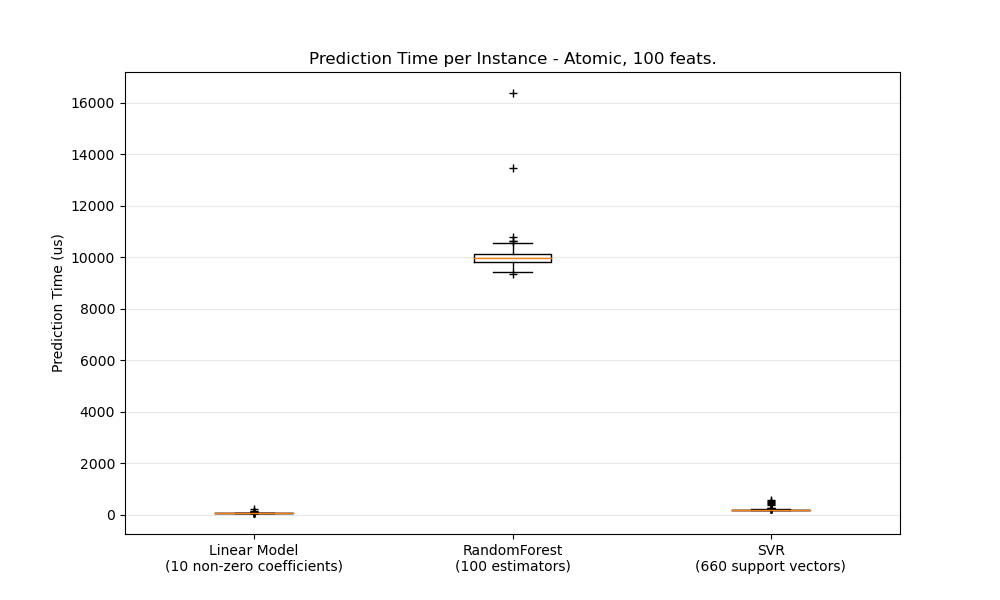 Prediction Time per Instance - Atomic, 100 feats.
Prediction Time (us)
16000
14000
12000
10000
8000
6000
4000
2000
0
Linear Model
(10 non-zero coefficients)
RandomForest
(100 estimators)
SVR
(660 support vectors)